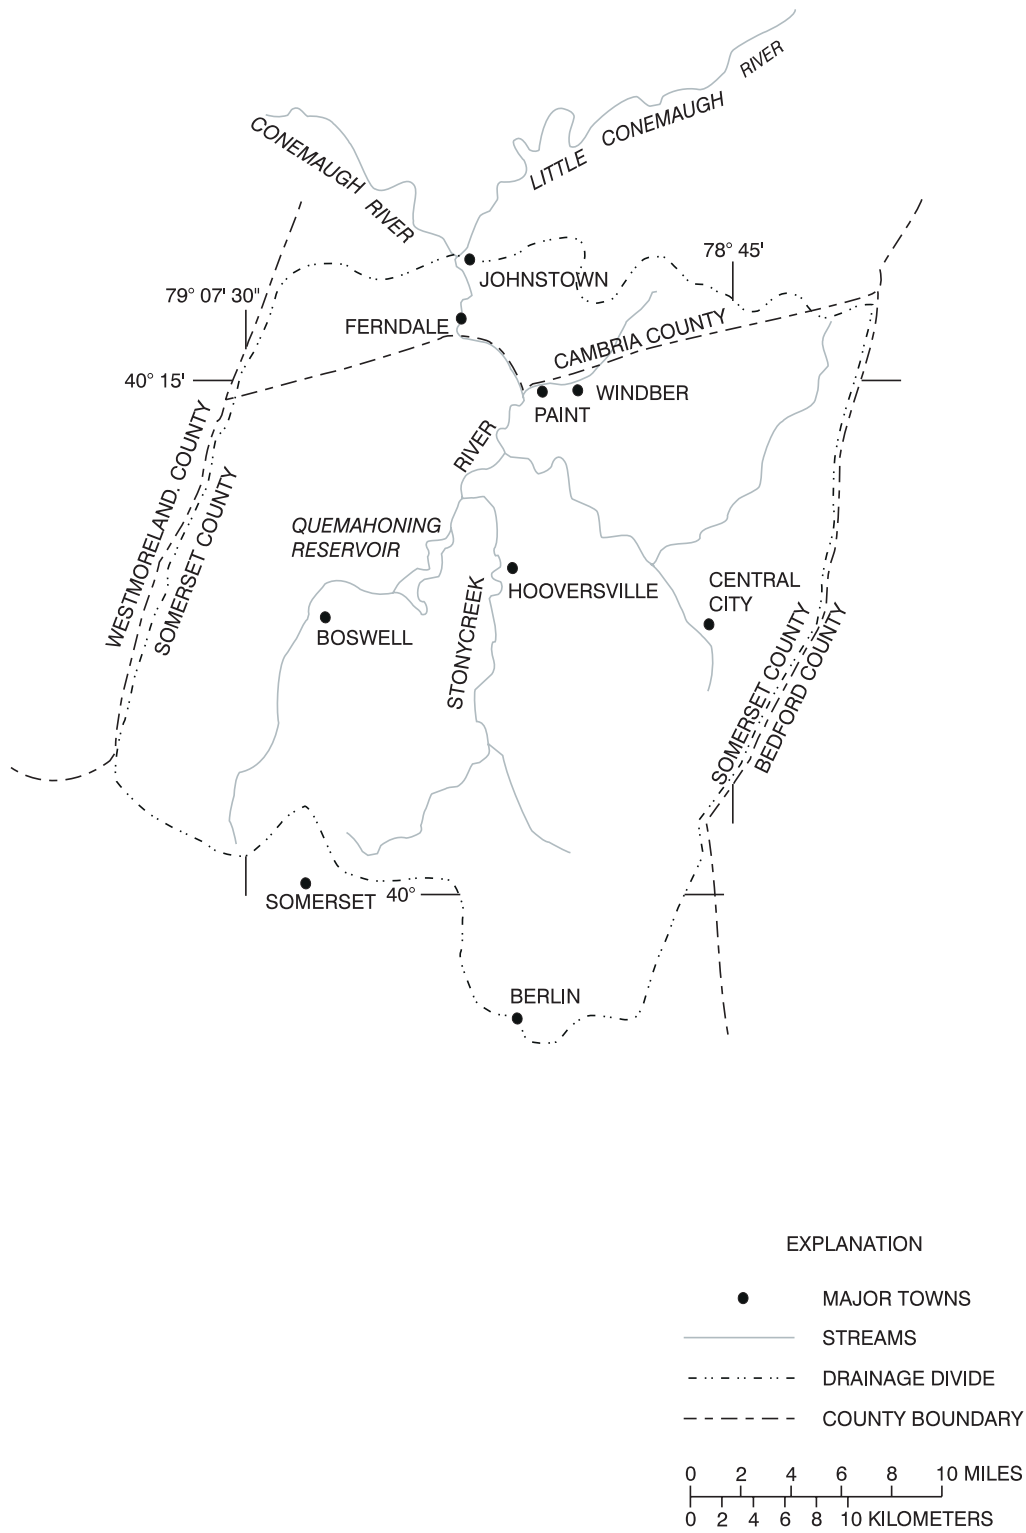 RIVER
LITTLE CONEMAUGH
CONEMAUGH RIVER
78° 45'
JOHNSTOWN
79° 07' 30"
FERNDALE
CAMBRIA COUNTY
40° 15'
WINDBER
PAINT
RIVER
WESTMORELAND. COUNTY
SOMERSET COUNTY
QUEMAHONING
RESERVOIR
HOOVERSVILLE
CENTRAL
CITY
BOSWELL
STONYCREEK
SOMERSET COUNTY
BEDFORD COUNTY
SOMERSET
40°
BERLIN
EXPLANATION
MAJOR TOWNS
STREAMS
DRAINAGE DIVIDE
COUNTY BOUNDARY
0 2 4 6 8 10 MILES
0 2 4 6 8 10 KILOMETERS